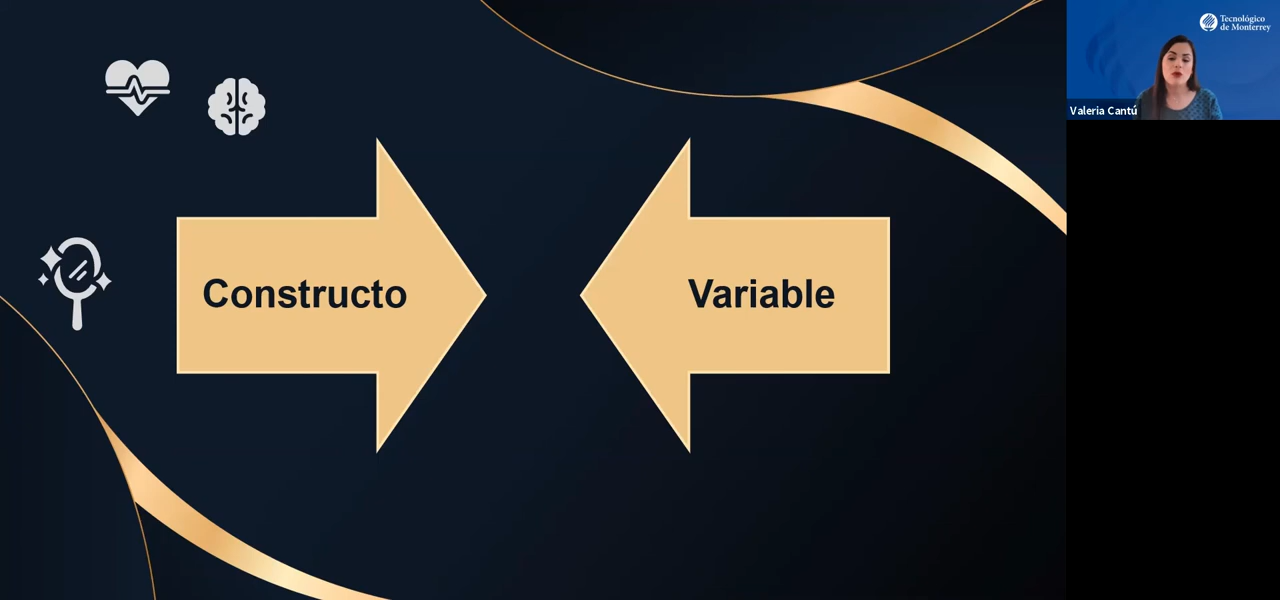 Tecnológico
de Monterrey
Valeria Cantú
Constructo
Variable